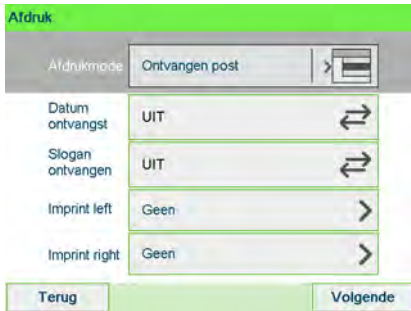 Afdruk
Afdrukmode Ontvangen post
Datum
ontvangst
UIT
Slogan
ontvangen
UIT
Imprint left Geen
Imprint right Geen
Terug Volgende